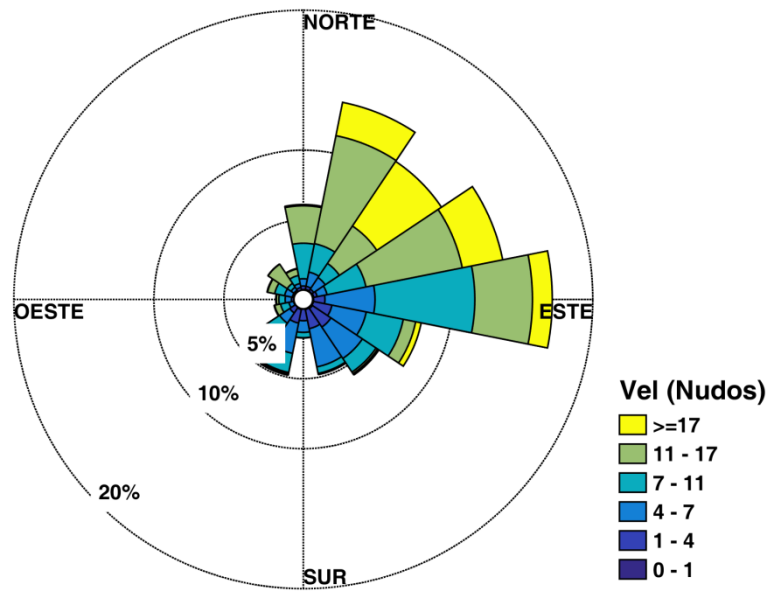 NORTE
OESTE
ESTE
5%
10%
20%
SUR
Vel (Nudos)
>=17
11 - 17
7 - 11
4 - 7
1 - 4
0 - 1